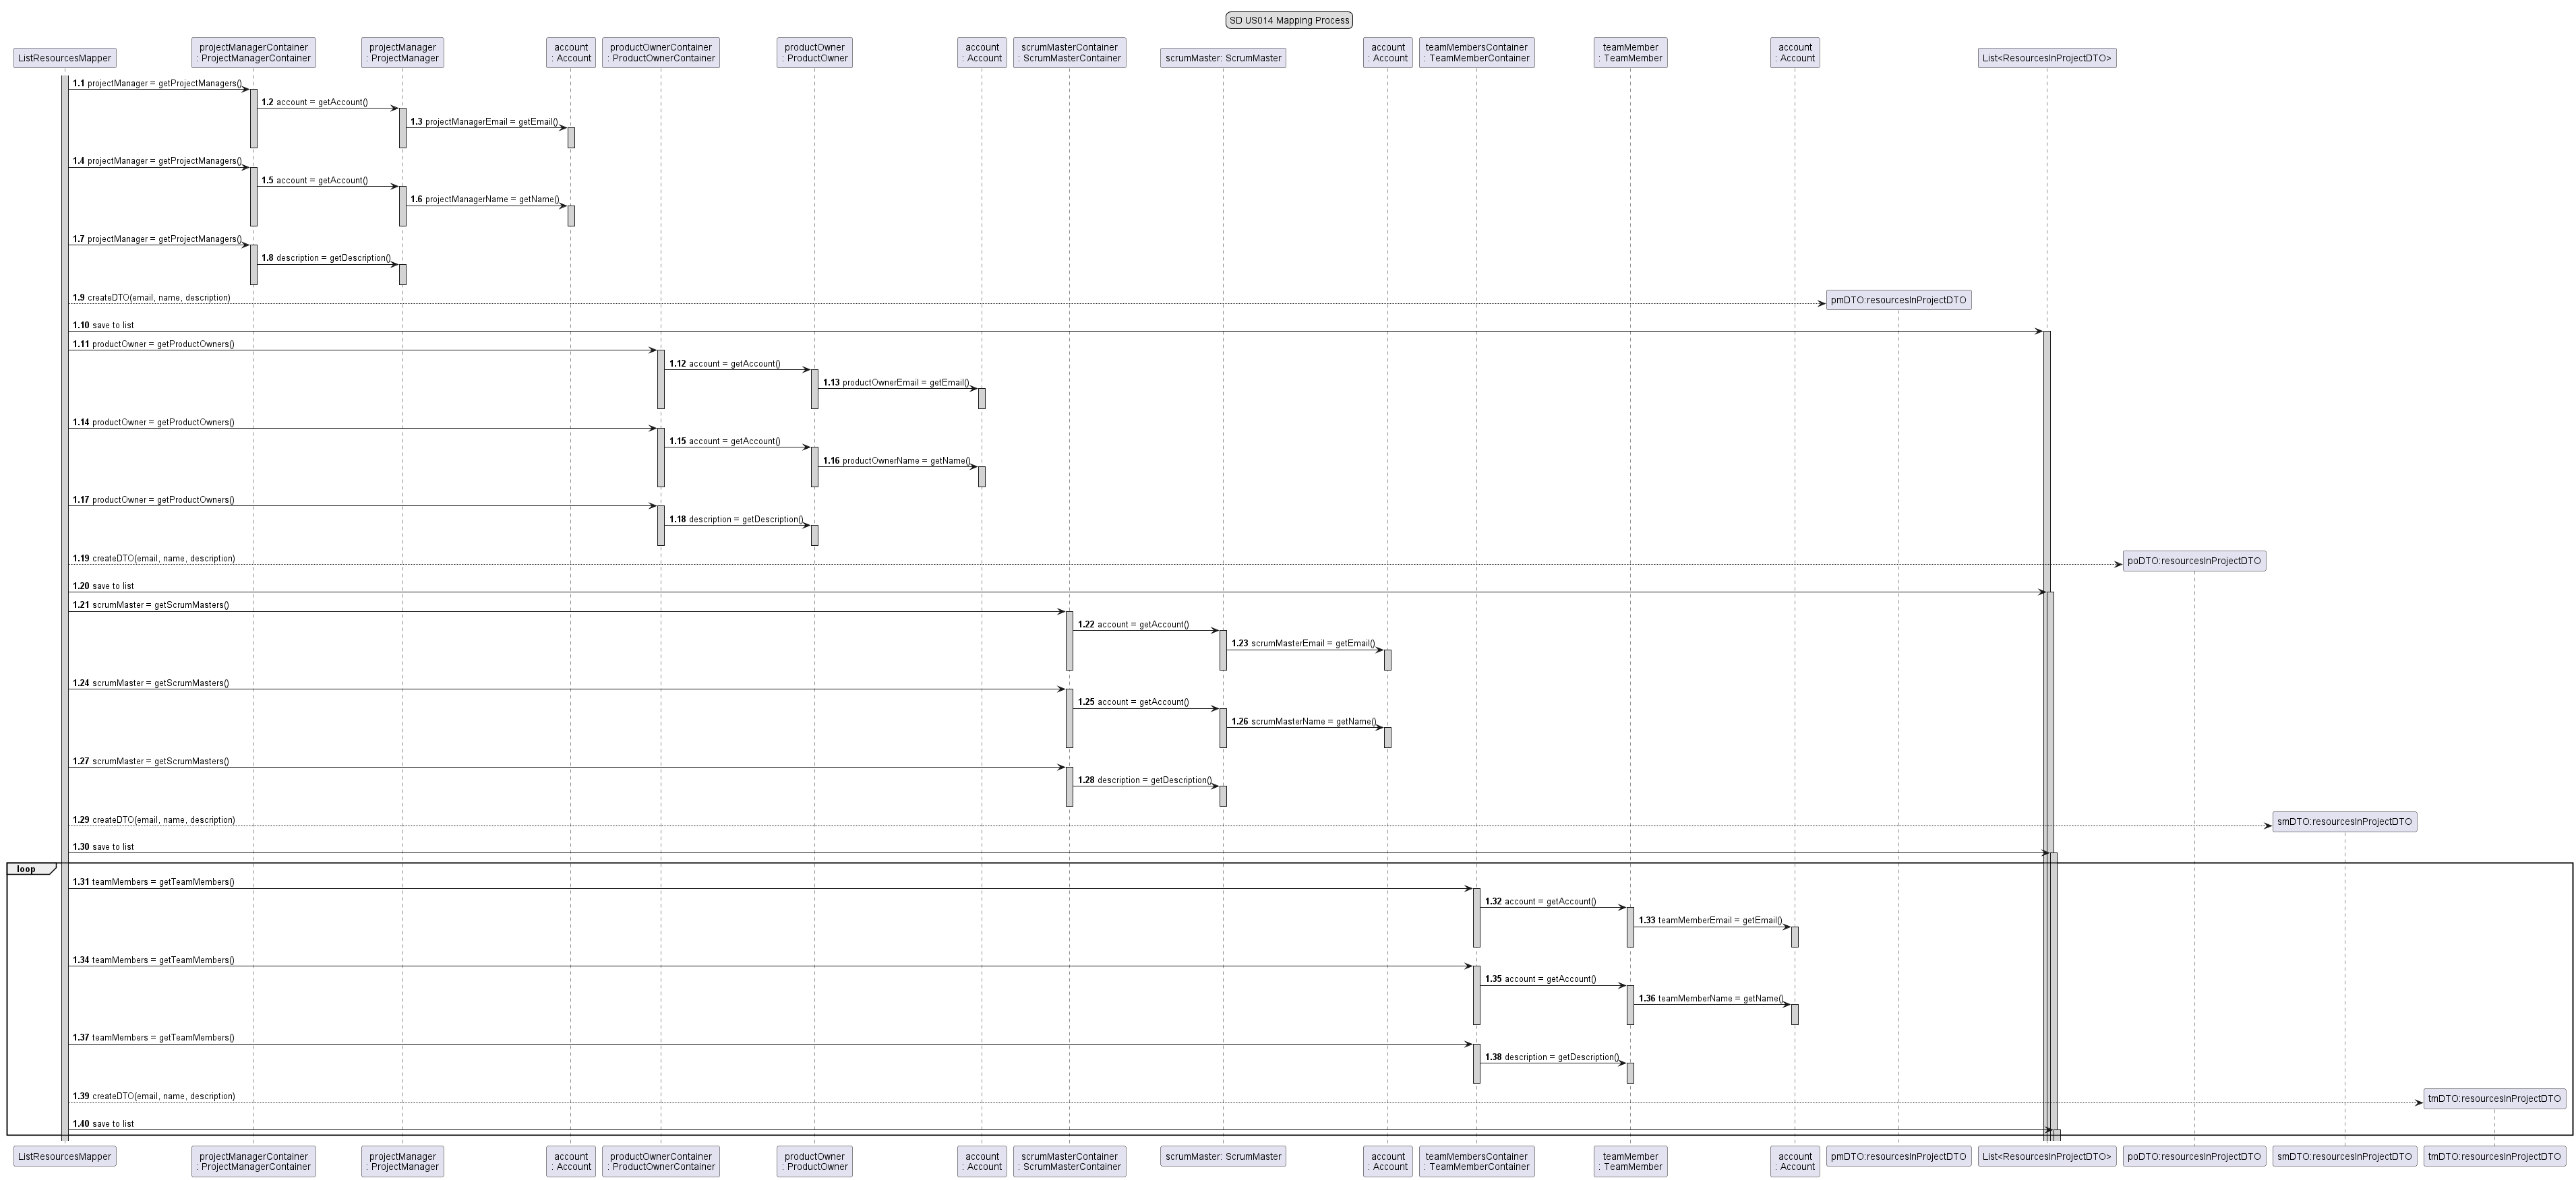 SD US014 Mapping Process
ListResourcesMapper
projectManagerContainer
: ProjectManagerContainer
projectManager
: ProjectManager
account
: Account
productOwnerContainer
: ProductOwnerContainer
productOwner
: ProductOwner
account
: Account
scrumMasterContainer
: ScrumMasterContainer
scrumMaster: ScrumMaster
account
: Account
teamMembersContainer
: TeamMemberContainer
teamMember
: TeamMember
account
: Account
List<ResourcesInProjectDTO>
1.1 projectManager = getProjectManagers()
1.2 account = getAccount()
1.3 projectManagerEmail = getEmail()
1.4 projectManager = getProjectManagers()
1.5 account = getAccount()
1.6 projectManagerName = getName()
1.7 projectManager = getProjectManagers()
1.8 description = getDescription()
1.9 createDTO(email, name, description)
pmDTO:resourcesInProjectDTO
1.10 save to list
1.11 productOwner = getProductOwners()
1.12 account = getAccount()
1.13 productOwnerEmail = getEmail()
1.14 productOwner = getProductOwners()
1.15 account = getAccount()
1.16 productOwnerName = getName()
1.17 productOwner = getProductOwners()
1.18 description = getDescription()
1.19 createDTO(email, name, description)
poDTO:resourcesInProjectDTO
1.20 save to list
1.21 scrumMaster = getScrumMasters()
1.22 account = getAccount()
1.23 scrumMasterEmail = getEmail()
1.24 scrumMaster = getScrumMasters()
1.25 account = getAccount()
1.26 scrumMasterName = getName()
1.27 scrumMaster = getScrumMasters()
1.28 description = getDescription()
1.29 createDTO(email, name, description)
smDTO:resourcesInProjectDTO
1.30 save to list
loop
1.31 teamMembers = getTeamMembers()
1.32 account = getAccount()
1.33 teamMemberEmail = getEmail()
1.34 teamMembers = getTeamMembers()
1.35 account = getAccount()
1.36 teamMemberName = getName()
1.37 teamMembers = getTeamMembers()
1.38 description = getDescription()
1.39 createDTO(email, name, description)
tmDTO:resourcesInProjectDTO
1.40 save to list
ListResourcesMapper
projectManagerContainer
: ProjectManagerContainer
projectManager
: ProjectManager
account
: Account
productOwnerContainer
: ProductOwnerContainer
productOwner
: ProductOwner
account
: Account
scrumMasterContainer
: ScrumMasterContainer
scrumMaster: ScrumMaster
account
: Account
teamMembersContainer
: TeamMemberContainer
teamMember
: TeamMember
account
: Account
pmDTO:resourcesInProjectDTO
List<ResourcesInProjectDTO>
poDTO:resourcesInProjectDTO
smDTO:resourcesInProjectDTO
tmDTO:resourcesInProjectDTO